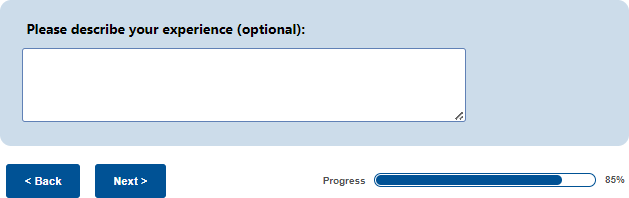 Please describe your experience (optional):
< Back Next > Progress 85%